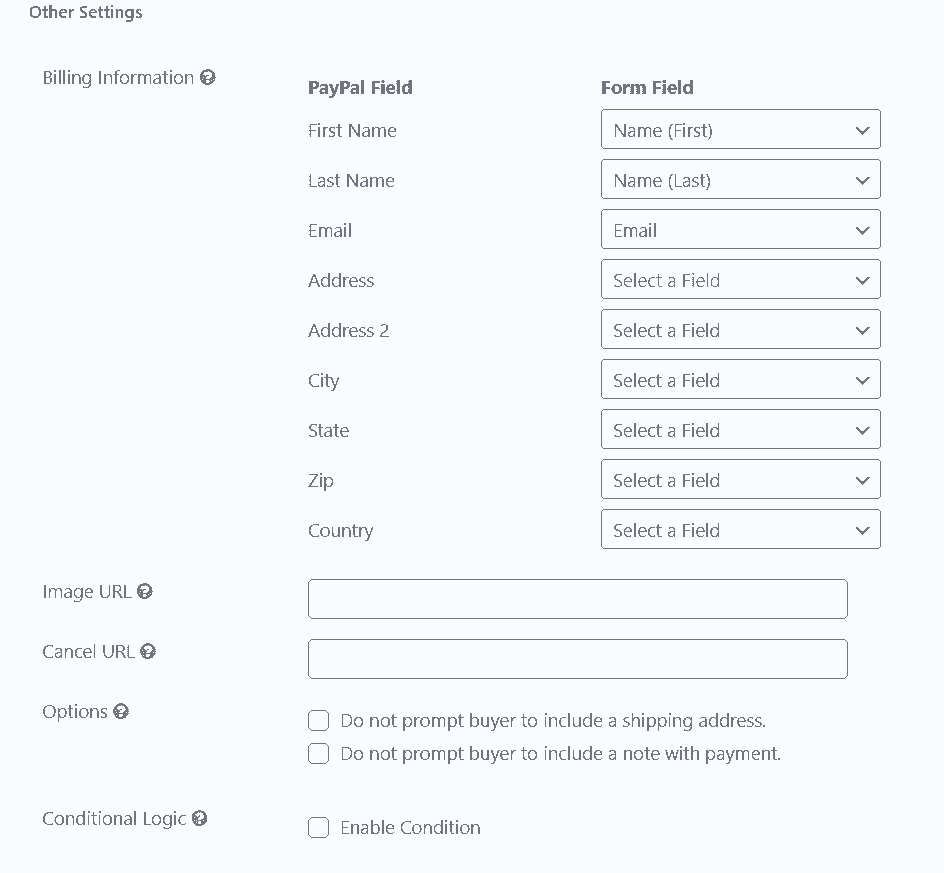 Other Settings
Billing Information
PayPal Field Form Field
First Name Name (First)
Last Name Name (Last)
Email Email
Address Select a Field
Address 2 Select a Field
City Select a Field
State Select a Field
Zip Select a Field
Country Select a Field
Image URL
Cancel URL
Options
Do not prompt buyer to include a shipping address.
Do not prompt buyer to include a note with payment.
Conditional Logic
Enable Condition